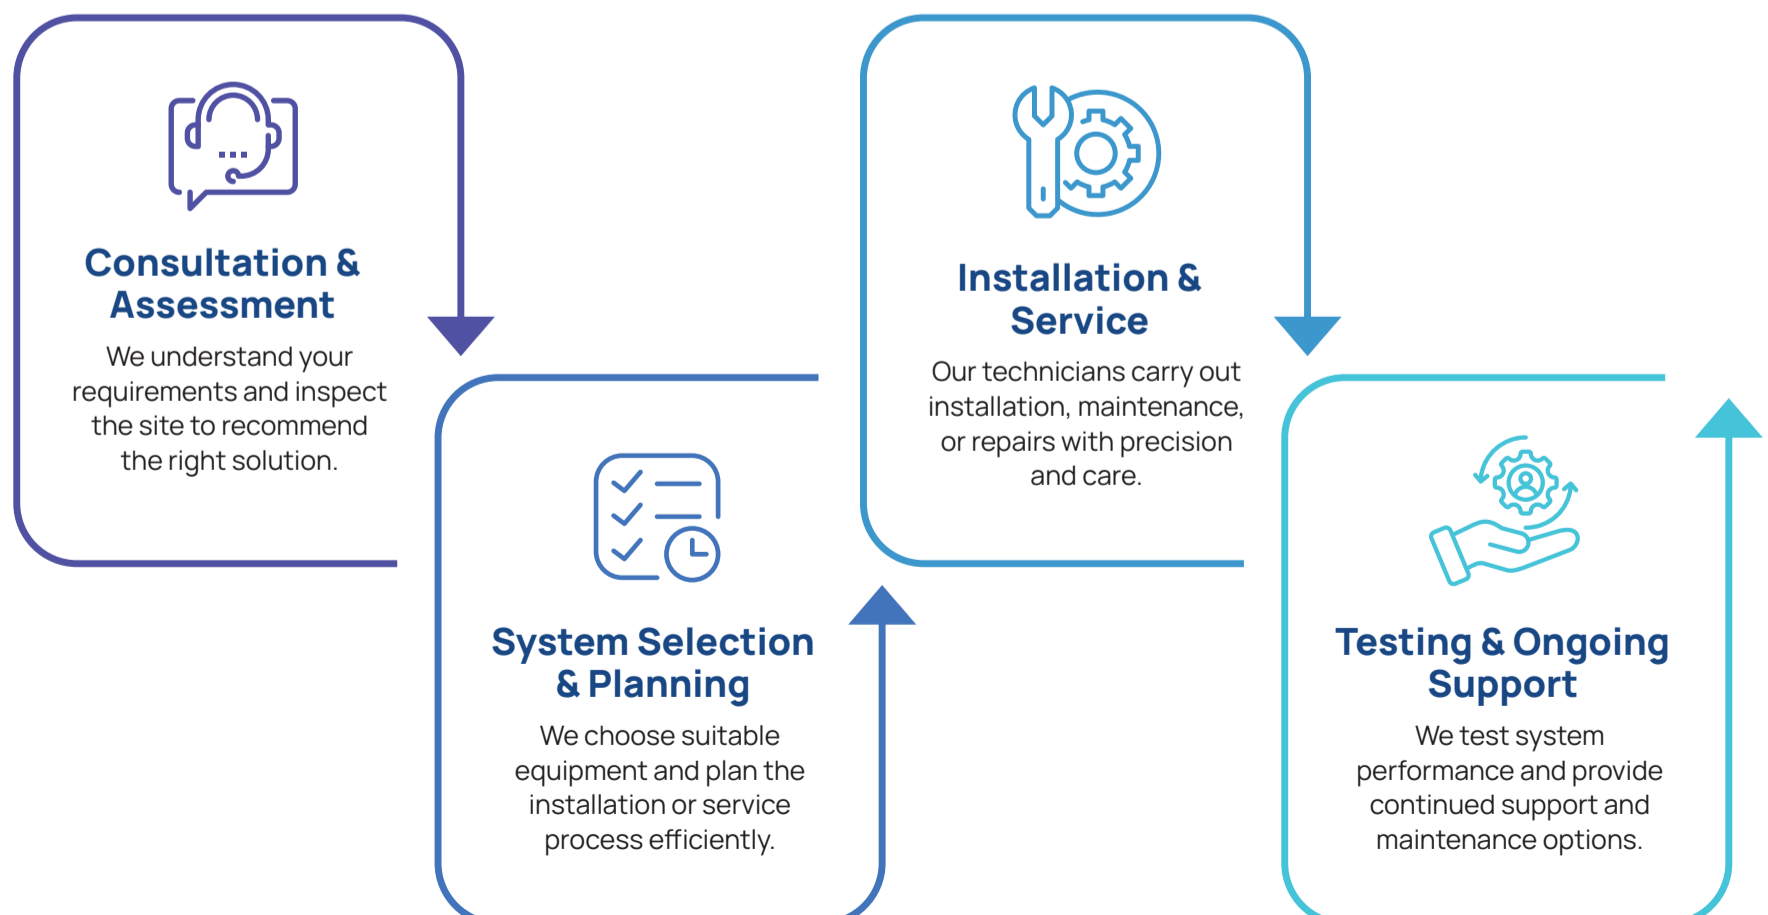 Consultation &
Assessment
We understand your
requirements and inspect
the site to recommend
the right solution.
System Selection
& Planning
We choose suitable
equipment and plan the
installation or service
process efficiently.
Installation &
Service
Our technicians carry out
installation, maintenance,
or repairs with precision
and care.
Testing & Ongoing
Support
We test system
performance and provide
continued support and
maintenance options.